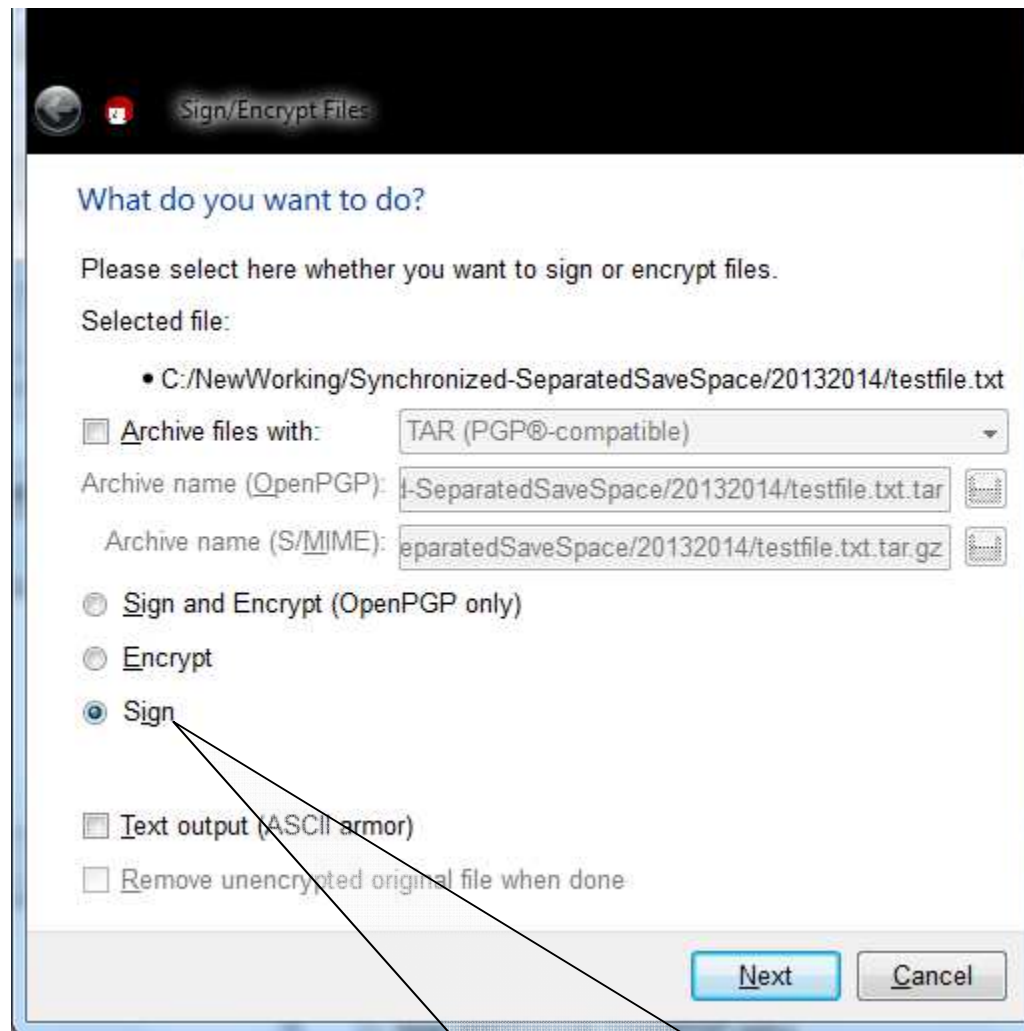 Sign/Encrypt Files
What do you want to do?
Please select here whether you want to sign or encrypt files.
Selected file:
• C:/NewWorking/Synchronized-SeparatedSaveSpace/20132014/testfile.txt
Archive files with: TAR (PGP®-compatible)
Archive name (OpenPGP): d-SeparatedSaveSpace/20132014/testfile.txt.tar
Archive name (S/MIME): eparatedSaveSpace/20132014/testfile.txt.tar.gz
Sign and Encrypt (OpenPGP only)
Encrypt
Sign
Text output (ASCII armor)
Remove unencrypted original file when done
Next Cancel